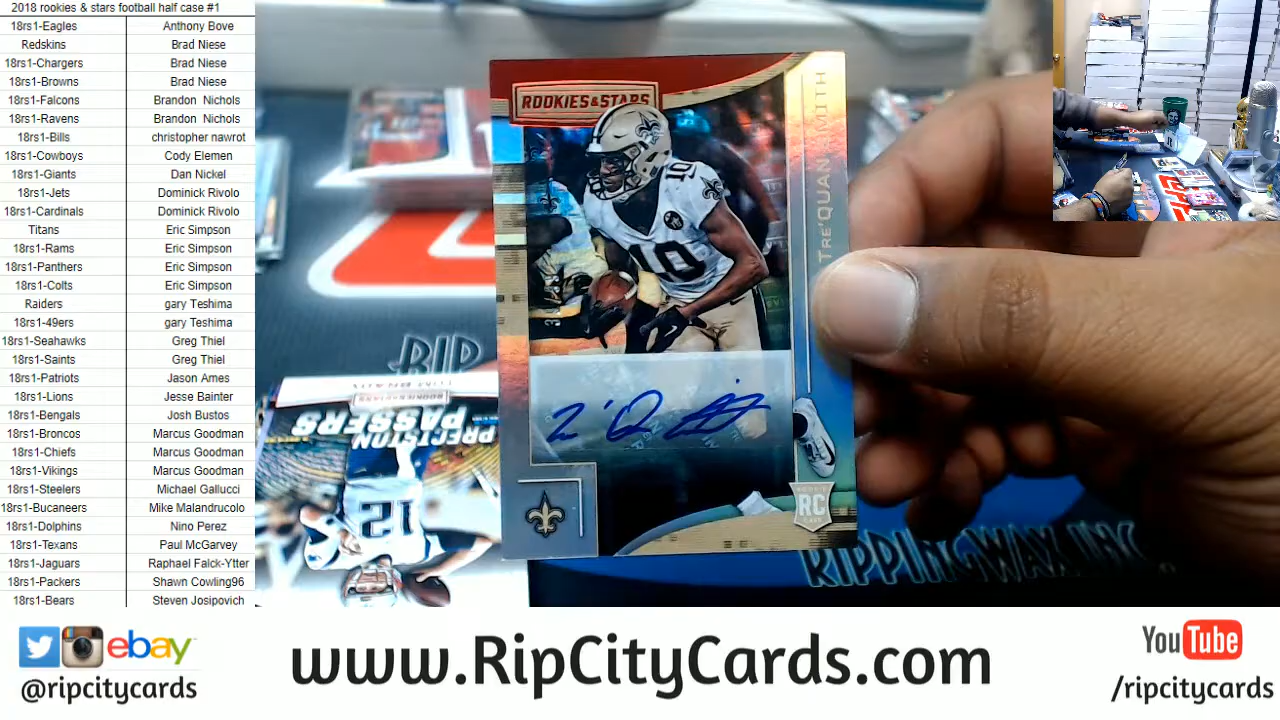 2018 rookies & stars football half case #1
18rs1-Eagles Anthony Bove
Redskins Brad Niese
18rs1-Chargers Brad Niese
18rs1-Browns Brad Niese
18rs1-Falcons Brandon Nichols
18rs1-Ravens Brandon Nichols
18rs1-Bills christopher nawrot
18rs1-Cowboys Cody Elemen
18rs1-Giants Dan Nickel
18rs1-Jets Dominick Rivolo
18rs1-Cardinals Dominick Rivolo
Titans Eric Simpson
18rs1-Rams Eric Simpson
18rs1-Panthers Eric Simpson
18rs1-Colts Eric Simpson
Raiders gary Teshima
18rs1-49ers gary Teshima
18rs1-Seahawks Greg Thiel
18rs1-Saints Greg Thiel
18rs1-Patriots Jason Ames
18rs1-Lions Jesse Bainter
18rs1-Bengals Josh Bustos
18rs1-Broncos Marcus Goodman
18rs1-Chiefs Marcus Goodman
18rs1-Vikings Marcus Goodman
18rs1-Steelers Michael Gallucci
18rs1-Bucaneers Mike Malandrucolo
18rs1-Dolphins Nino Perez
18rs1-Texans Paul McGarvey
18rs1-Jaguars Raphael Falck-Ytter
18rs1-Packers Shawn Cowling96
18rs1-Bears Steven Josipovich
ROOKIES & STARS
TRE'QUAN SMITH
10
10
RC
RIP
PRECISION
PASSERS
12
RIPPINGWAX INC.
ebay
@ripcitycards
www.RipCityCards.com
YouTube
/ripcitycards